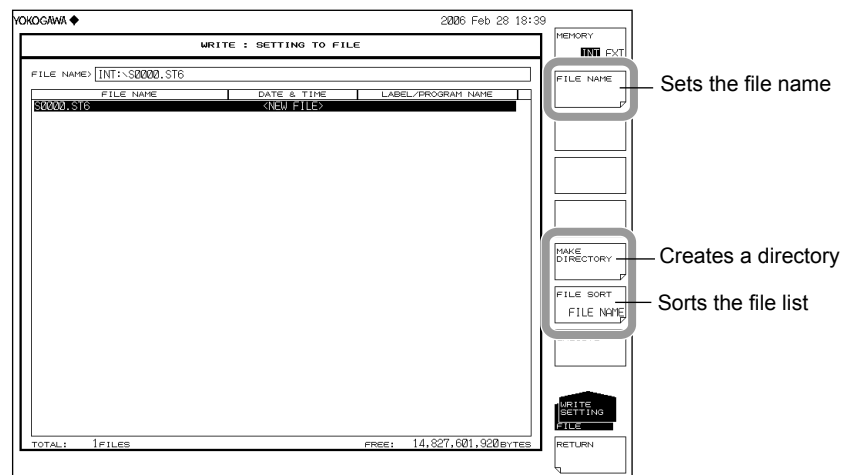 YOKOGAWA ◆
2006 Feb 28 18:39
WRITE : SETTING TO FILE
FILE NAME> INT:\S0000.ST6
FILE NAME DATE & TIME LABEL/PROGRAM NAME
S0000.ST6 <NEW FILE>
TOTAL: 1FILES FREE: 14,827,601,920BYTES
MEMORY
INT EXT
FILE NAME
MAKE
DIRECTORY
FILE SORT
FILE NAME
WRITE
SETTING
FILE
RETURN
Sets the file name
Creates a directory
Sorts the file list